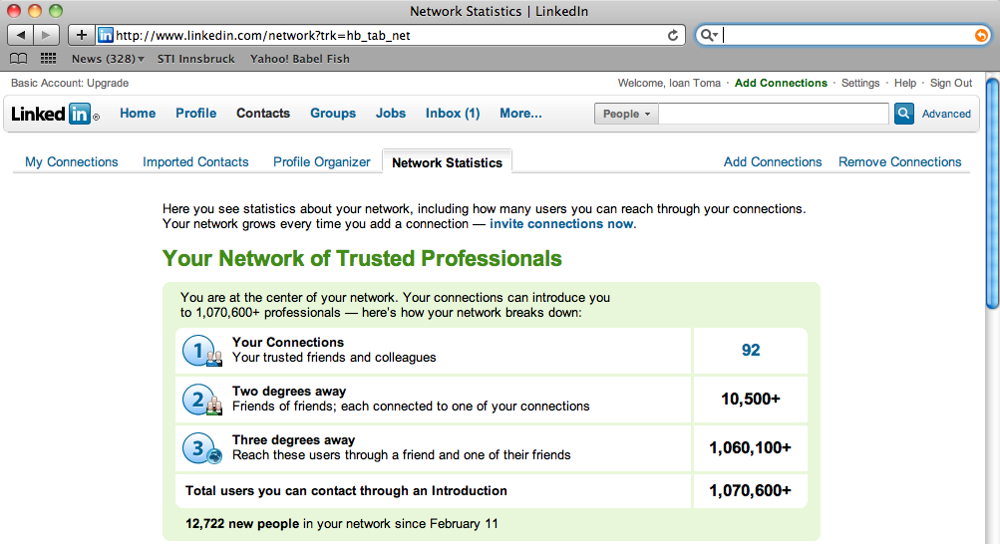 Network Statistics | LinkedIn
http://www.linkedin.com/network?trk=hb_tab_net
News (328) STI Innsbruck Yahoo! Babel Fish
Basic Account: Upgrade Welcome, Ioan Toma · Add Connections · Settings · Help · Sign Out
Linked in ® Home Profile Contacts Groups Jobs Inbox (1) More... People Advanced
My Connections Imported Contacts Profile Organizer Network Statistics Add Connections Remove Connections
Here you see statistics about your network, including how many users you can reach through your connections.
Your network grows every time you add a connection — invite connections now.
Your Network of Trusted Professionals
You are at the center of your network. Your connections can introduce you
to 1,070,600+ professionals — here's how your network breaks down:
1 Your Connections
Your trusted friends and colleagues
92
2 Two degrees away
Friends of friends; each connected to one of your connections
10,500+
3 Three degrees away
Reach these users through a friend and one of their friends
1,060,100+
Total users you can contact through an Introduction 1,070,600+
12,722 new people in your network since February 11